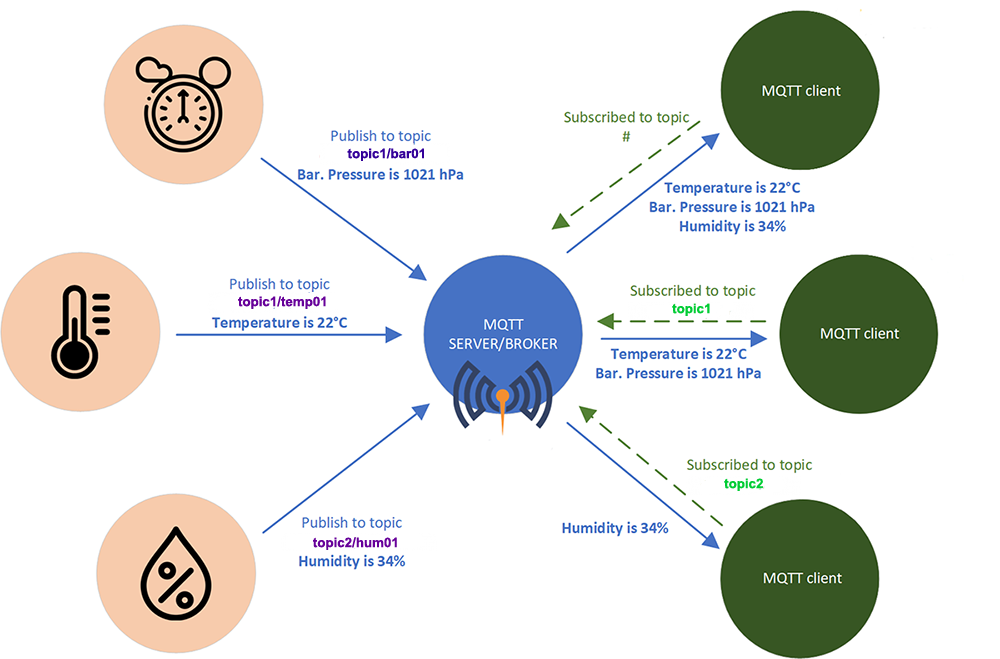 Publish to topic
topic1/bar01
Bar. Pressure is 1021 hPa
Publish to topic
topic1/temp01
Temperature is 22°C
Publish to topic
topic2/hum01
Humidity is 34%
MQTT
SERVER/BROKER
Subscribed to topic
#
Temperature is 22°C
Bar. Pressure is 1021 hPa
Humidity is 34%
MQTT client
Subscribed to topic
topic1
Temperature is 22°C
Bar. Pressure is 1021 hPa
MQTT client
Subscribed to topic
topic2
Humidity is 34%
MQTT client
%